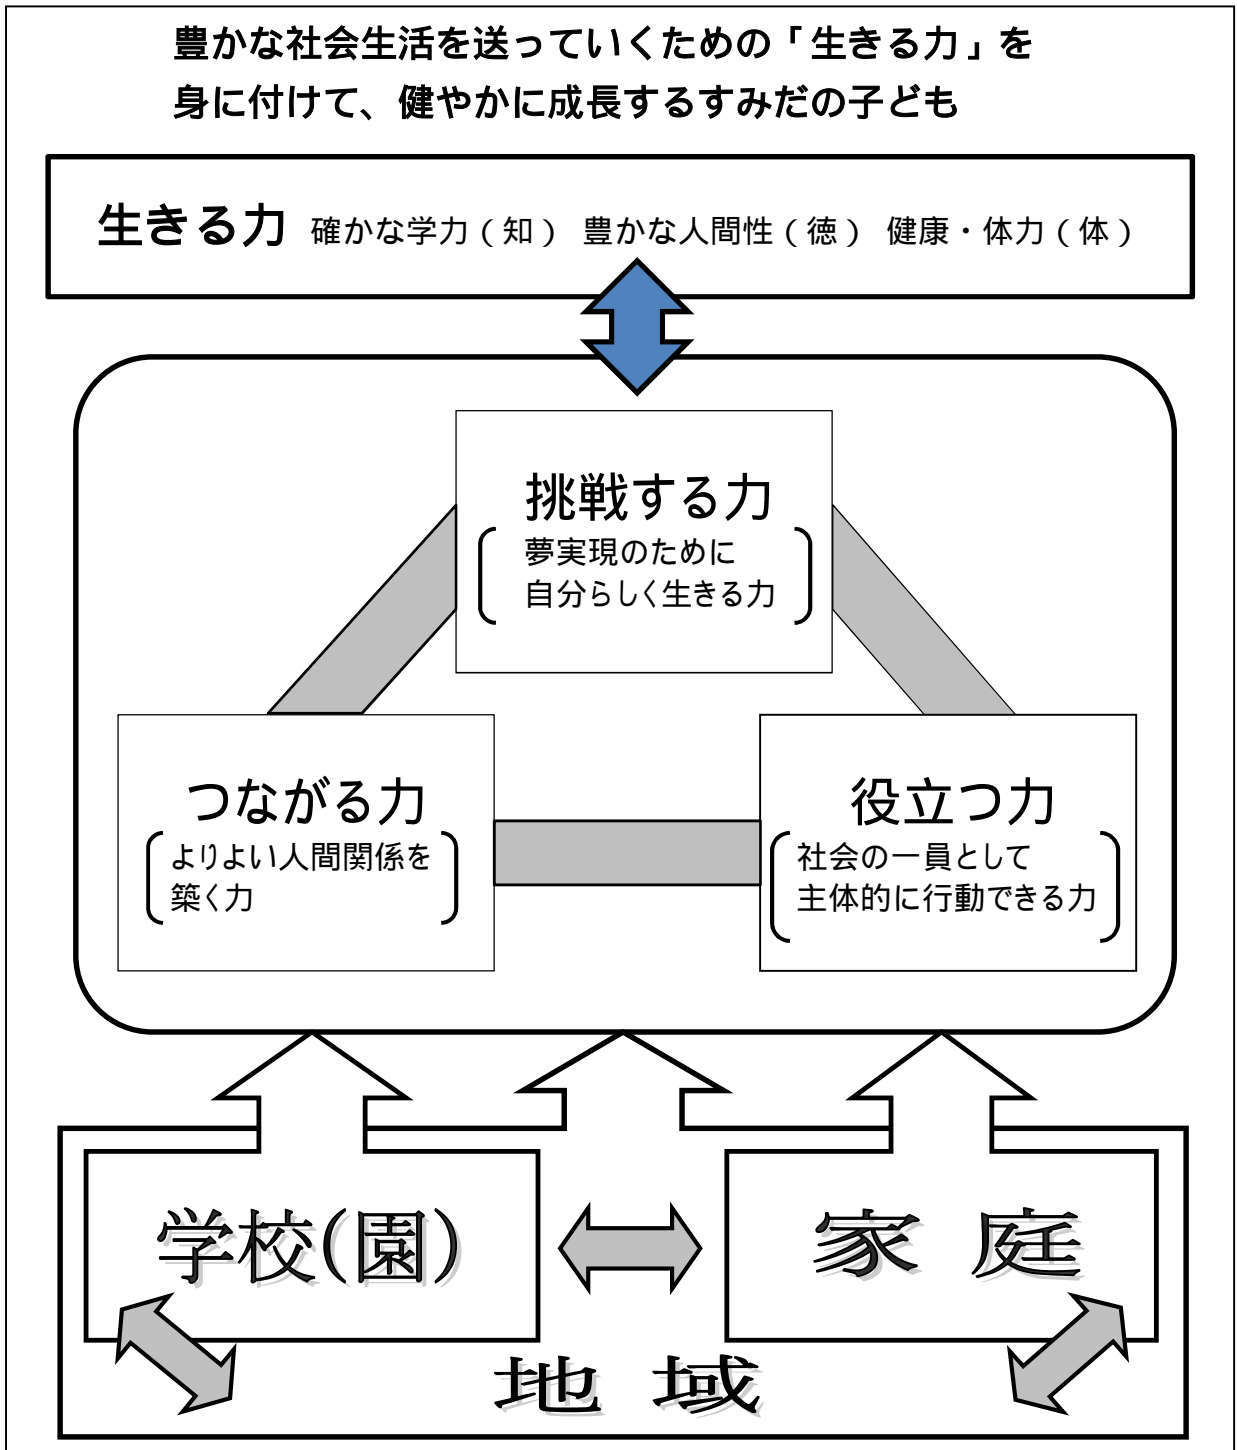 豊かな社会生活を送っていくための「生きる力」を
身に付けて、健やかに成長するすみだの子ども
生きる力 確かな学力(知) 豊かな人間性(徳) 健康・体力(体)
挑戦する力
夢実現のために
自分らしく生きる力
つながる力
よりよい人間関係を
築く力
役立つ力
社会の一員として
主体的に行動できる力
学校(園)
家 庭
地 域